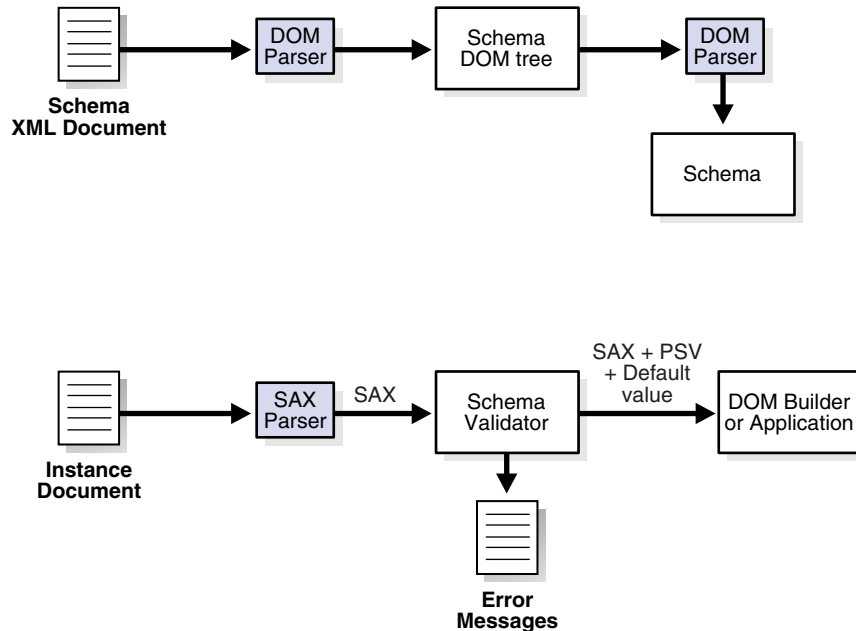 DOM
Parser
Schema
DOM tree
DOM
Parser
Schema
XML Document
Schema
SAX
Parser
SAX
Schema
Validator
SAX + PSV
+ Default
value
DOM Builder
or Application
Instance
Document
Error
Messages